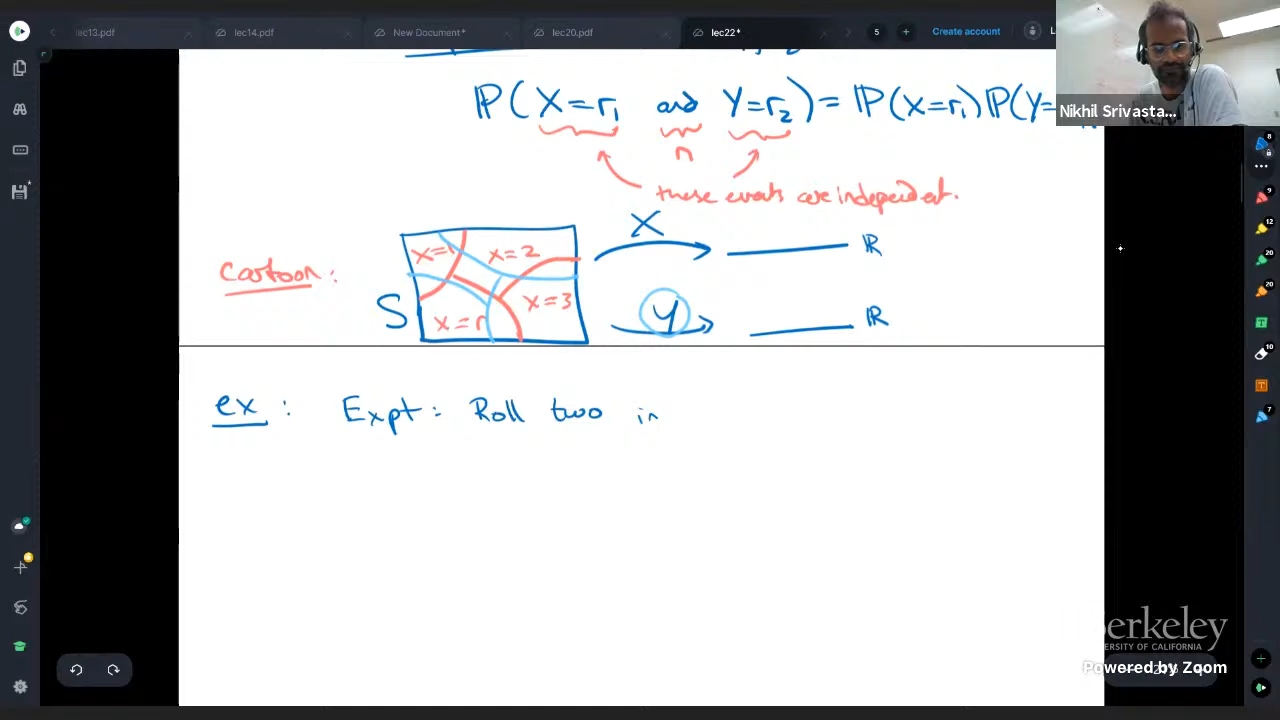 lec13.pdf lec14.pdf New Document* lec20.pdf lec22* 5 Create account
Nikhil Srivasta...
ℙ(X=r₁ and Y=r₂) = ℙ(X=r₁)ℙ(Y=
∩
these events are independent.
X
ℝ
cartoon:
x=1 x=2
S
x=r x=3
Y
ℝ
ex: Expt: Roll two in
Berkeley
UNIVERSITY OF CALIFORNIA
Powered by Zoom